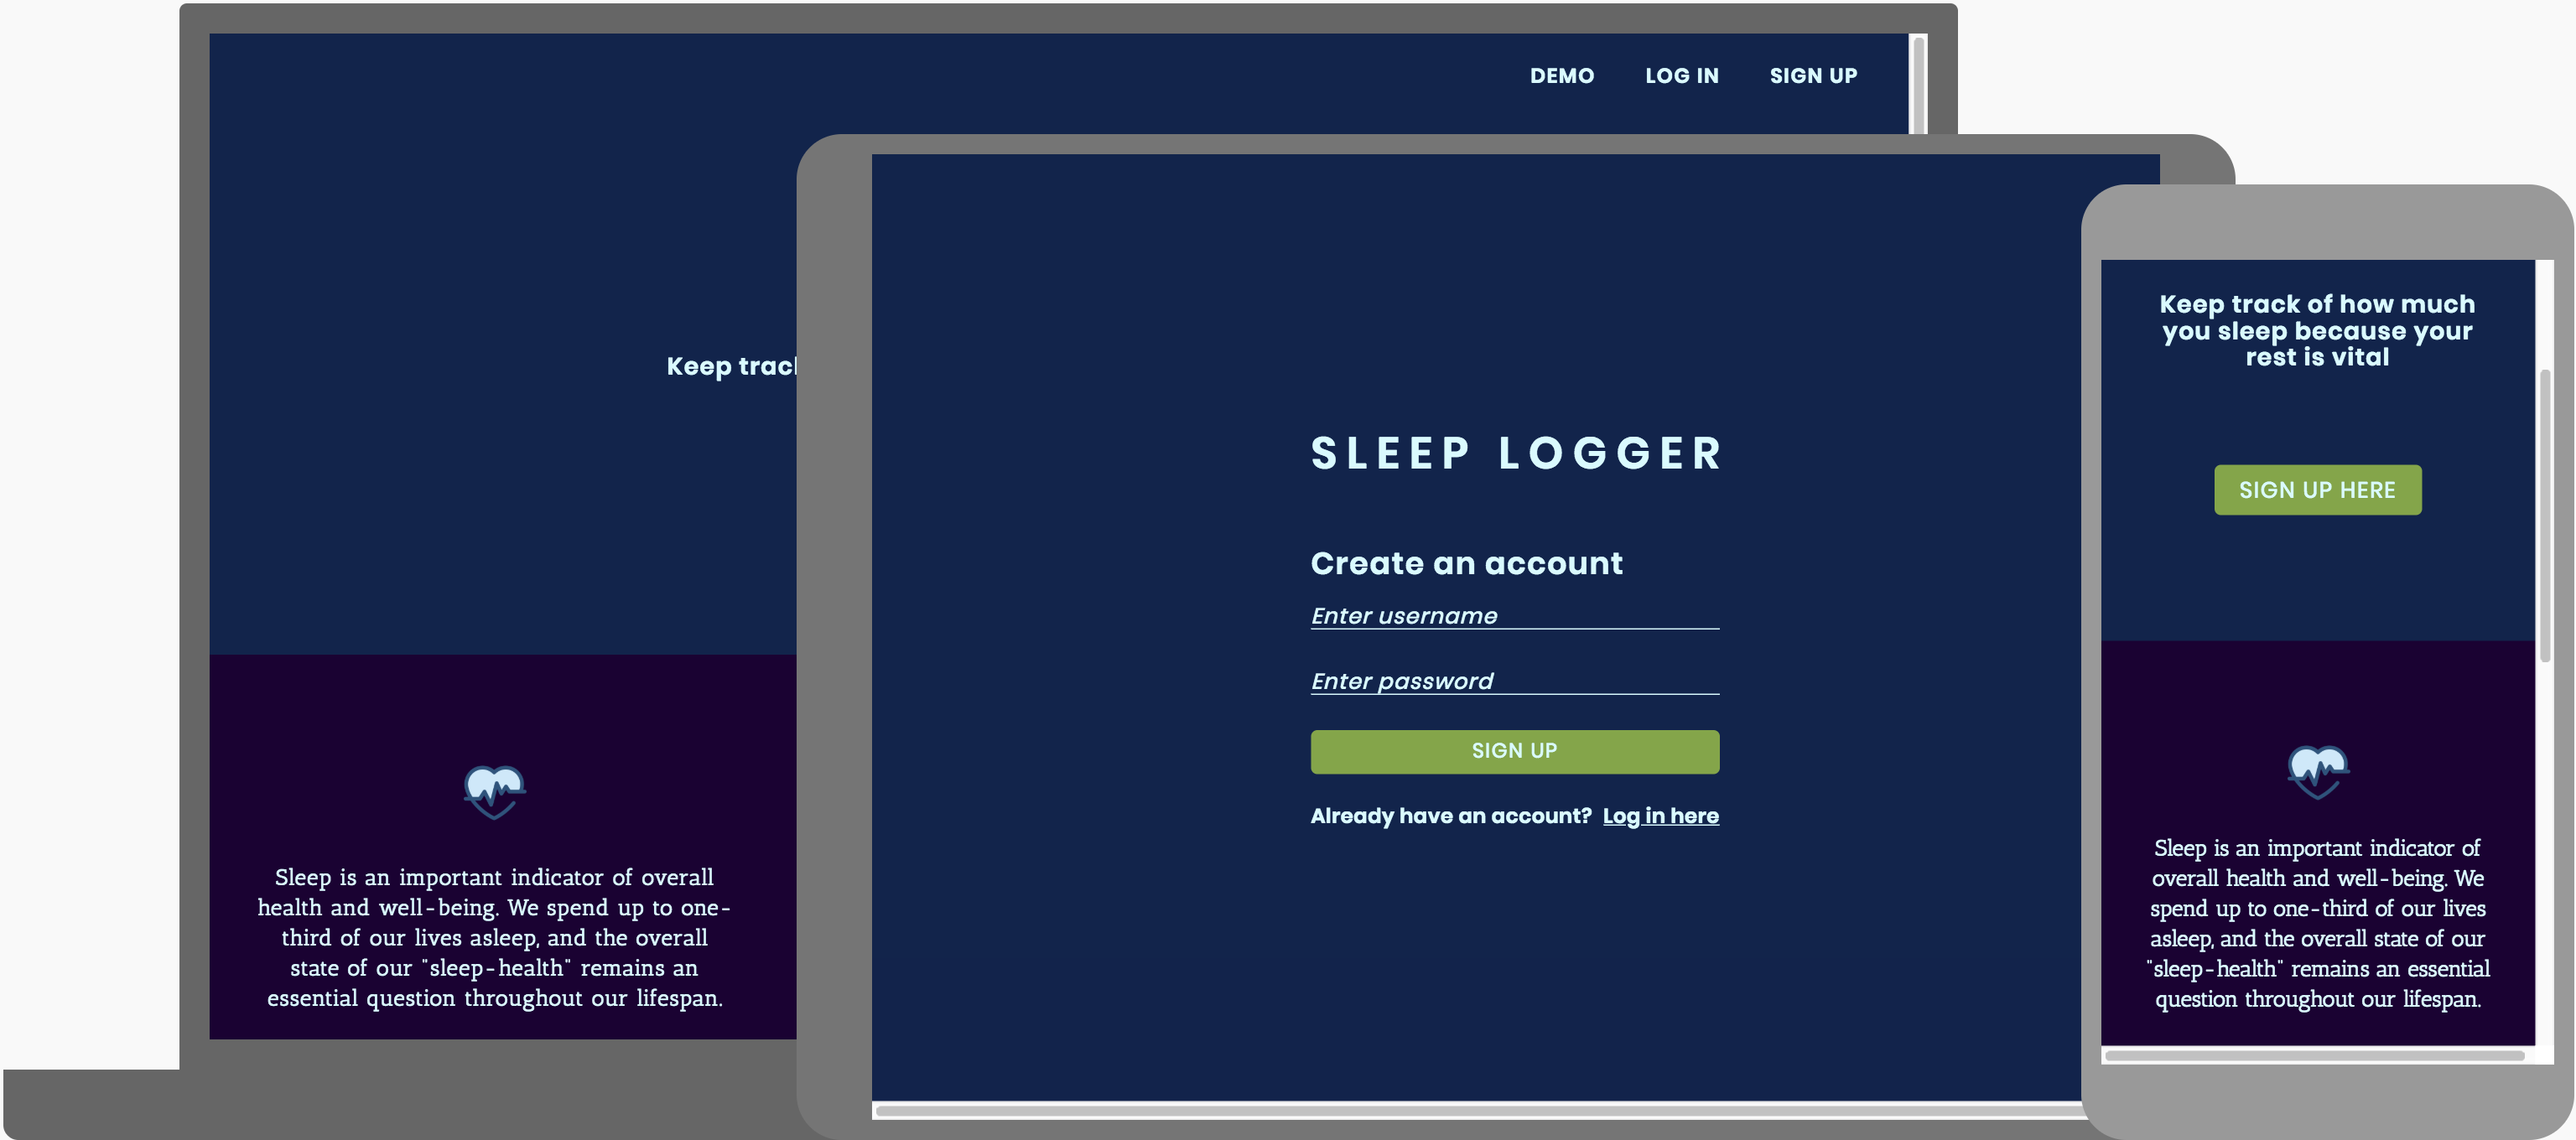 DEMO LOG IN SIGN UP
Keep
Sleep is an important indicator of overall
health and well-being. We spend up to one-
third of our lives asleep, and the overall
state of our "sleep-health" remains an
essential question throughout our lifespan.
SLEEP LOGGER
Create an account
Enter username
Enter password
SIGN UP
Already have an account? Log in here
Keep track of how much
you sleep because your
rest is vital
SIGN UP HERE
Sleep is an important indicator of
overall health and well-being. We
spend up to one-third of our lives
asleep, and the overall state of our
"sleep-health" remains an essential
question throughout our lifespan.